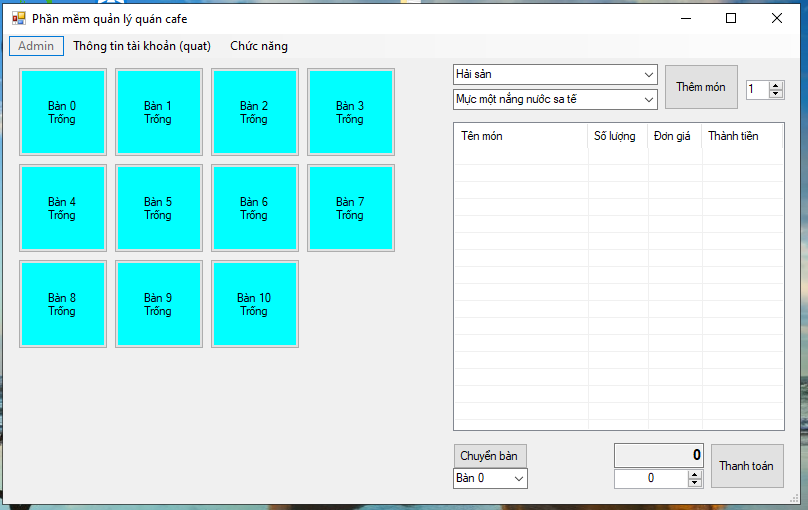 Phần mềm quản lý quán cafe
Admin Thông tin tài khoản (quat) Chức năng
Bàn 0
Trống
Bàn 1
Trống
Bàn 2
Trống
Bàn 3
Trống
Bàn 4
Trống
Bàn 5
Trống
Bàn 6
Trống
Bàn 7
Trống
Bàn 8
Trống
Bàn 9
Trống
Bàn 10
Trống
Hải sản
Mực một nắng nước sa tế
Thêm món
1
Tên món Số lượng Đơn giá Thành tiền
Chuyển bàn
Bàn 0
0
0
Thanh toán